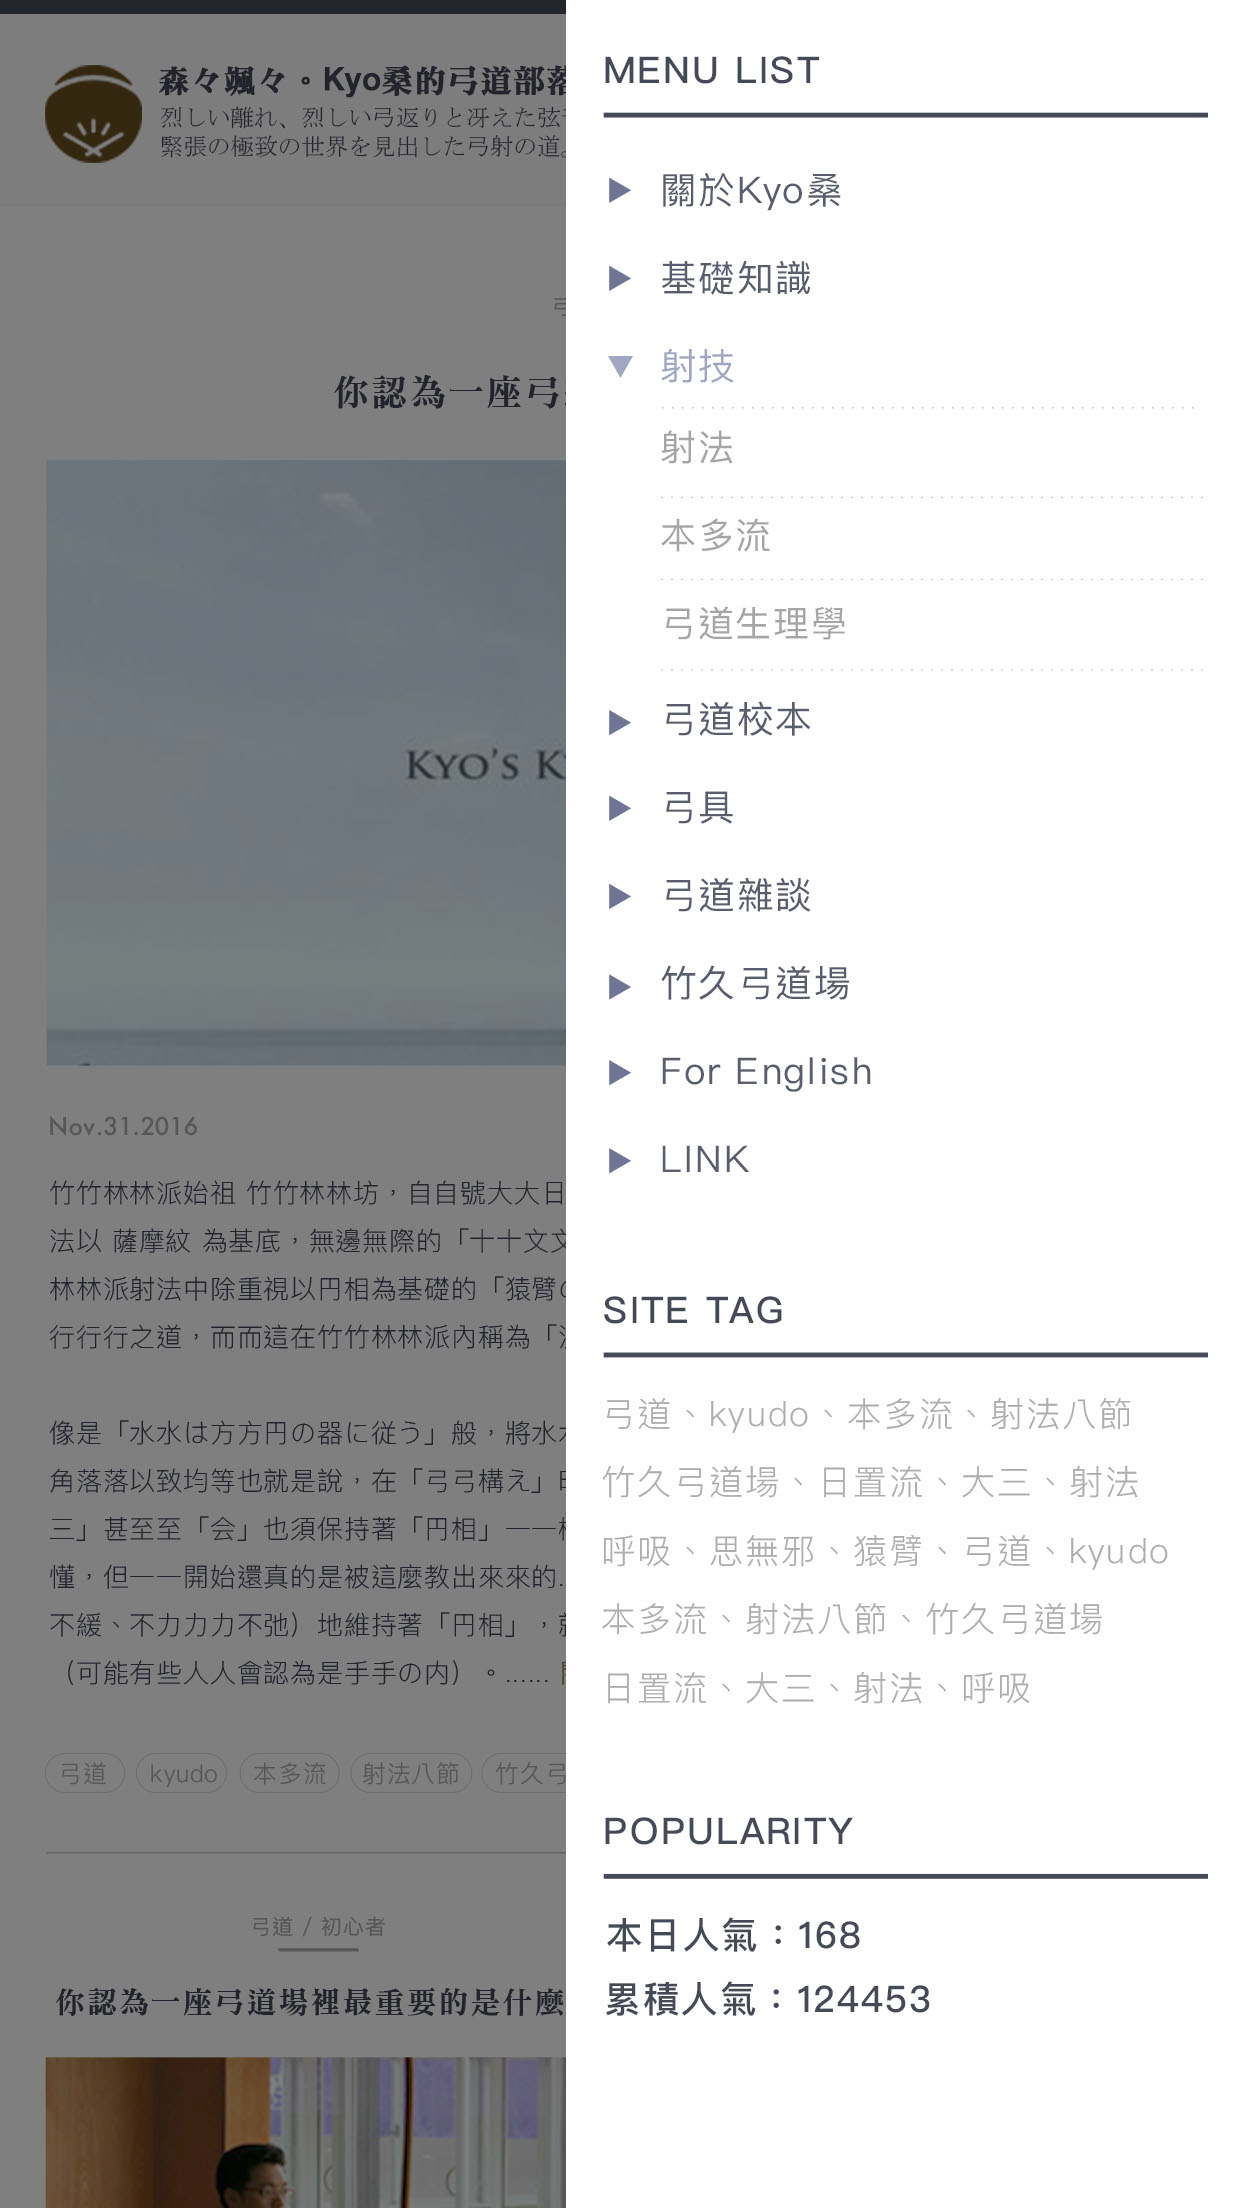 森々颯々。Kyo桑的弓道部落
烈しい離れ、烈しい弓返りと冴えた弦
緊張の極致の世界を見出した弓射の道。
你認為一座弓
KYO'S K
Nov.31.2016
竹竹林林派始祖 竹竹林林坊，自自號大大日
法以 薩摩紋 為基底，無邊無際的「十十文文
林林派射法中除重視以円相為基礎的「猿臂の
行行行之道，而而這在竹竹林林派內稱為「
像是「水水は方方円の器に従う」般，將水水
角落落以致均等也就是說，在「弓弓構え」
三」甚至至「会」也須保持著「円相」——
懂，但一一開始還真的是被這麼教出來來的.
不緩、不力力力不弛）地維持著「円相」，
（可能有些人人會認為是手手の内）。......
弓道
kyudo
本多流
射法八節
竹久弓
弓道 / 初心者
你認為一座弓道場裡最重要的是什麼
MENU LIST
關於Kyo桑
基礎知識
射技
射法
本多流
弓道生理學
弓道校本
弓具
弓道雜談
竹久弓道場
For English
LINK
SITE TAG
弓道、kyudo、本多流、射法八節
竹久弓道場、日置流、大三、射法
呼吸、思無邪、猿臂、弓道、kyudo
本多流、射法八節、竹久弓道場
日置流、大三、射法、呼吸
POPULARITY
本日人氣：168
累積人氣：124453